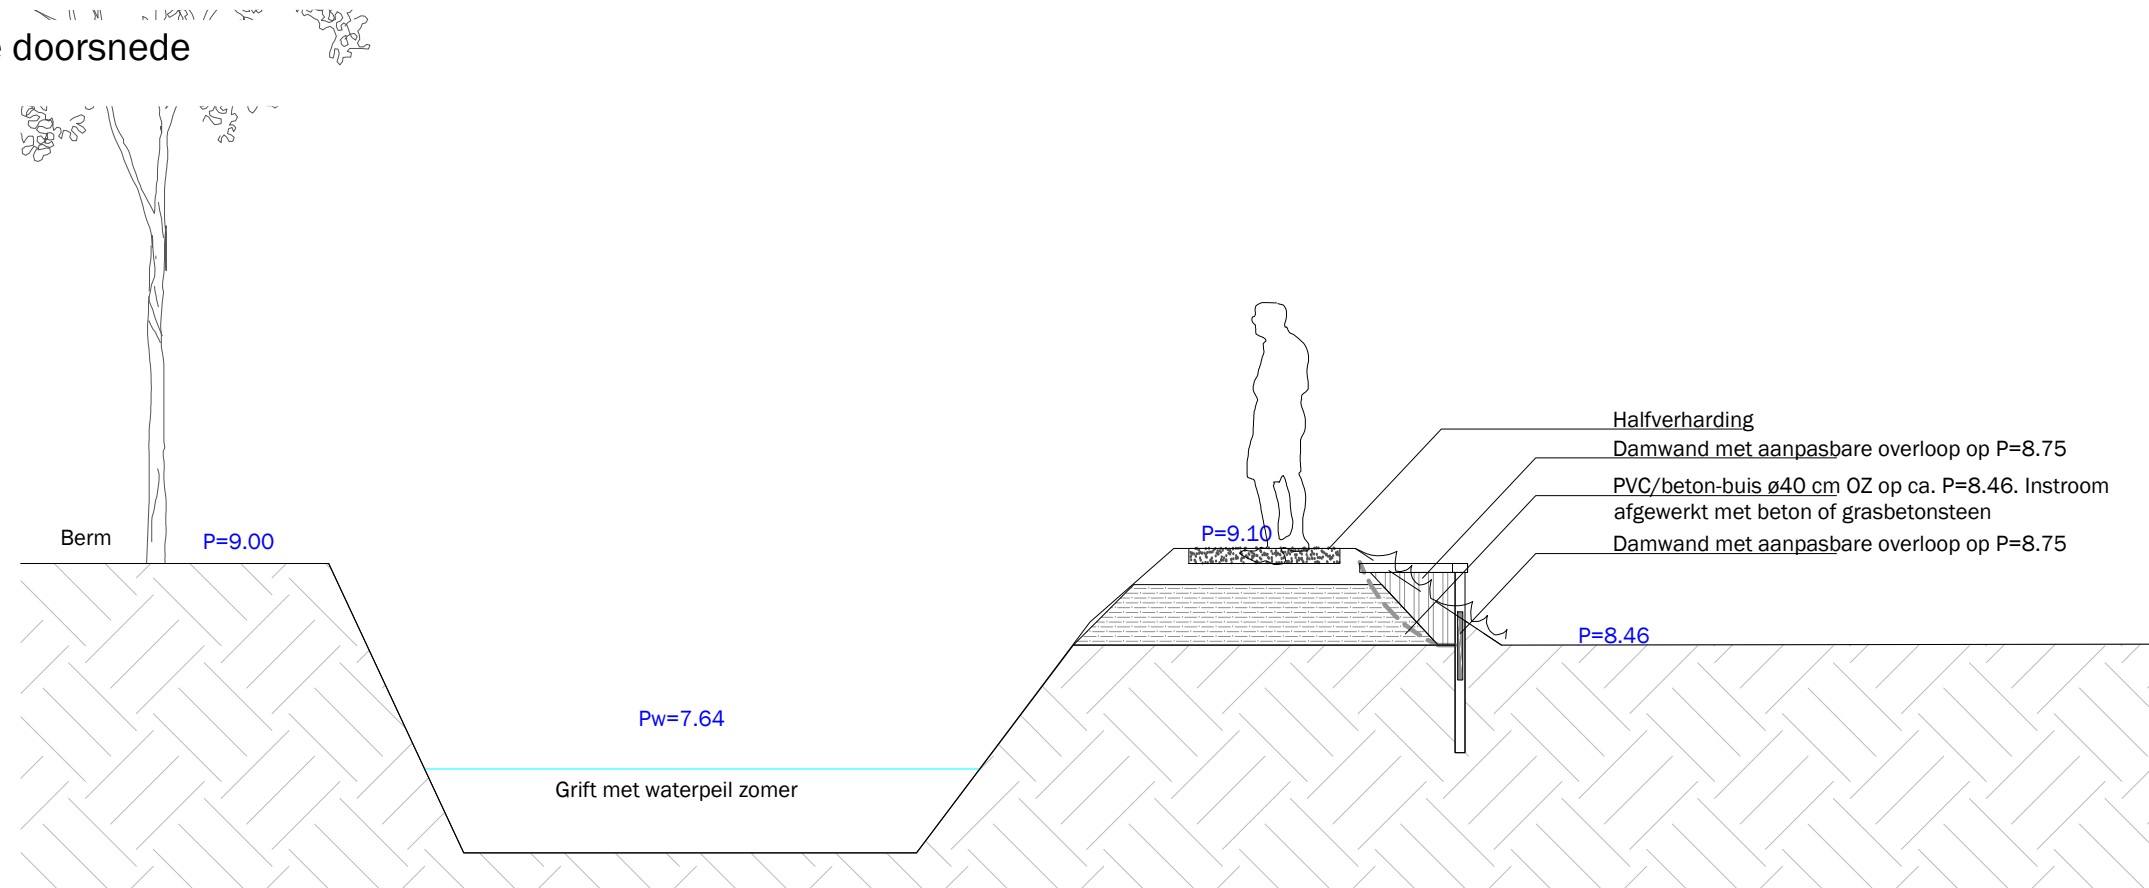 doorsnede
Halfverharding
Damwand met aanpasbare overloop op P=8.75
PVC/beton-buis ø40 cm OZ op ca. P=8.46. Instroom
afgewerkt met beton of grasbetonsteen
Damwand met aanpasbare overloop op P=8.75
Berm
P=9.00
P=9.10
P=8.46
Pw=7.64
Grift met waterpeil zomer